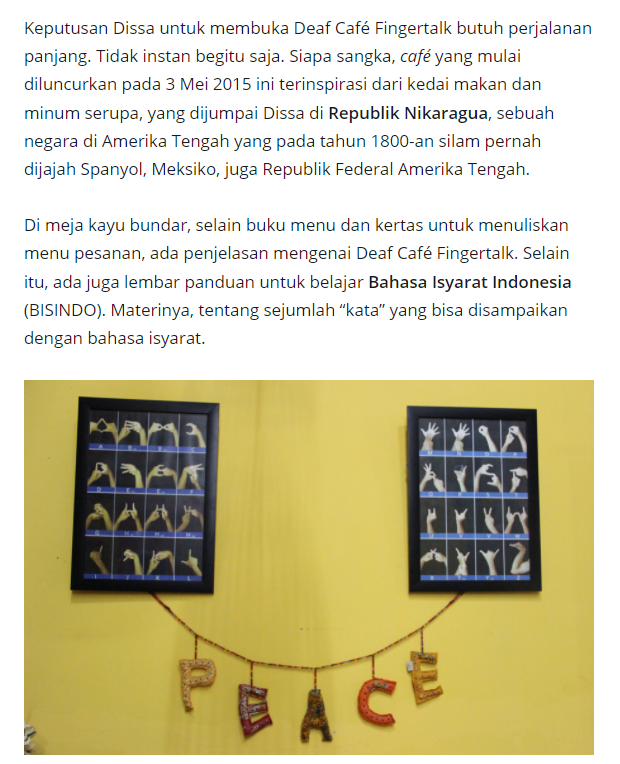 Keputusan Dissa untuk membuka Deaf Café Fingertalk butuh perjalanan
panjang. Tidak instan begitu saja. Siapa sangka, café yang mulai
diluncurkan pada 3 Mei 2015 ini terinspirasi dari kedai makan dan
minum serupa, yang dijumpai Dissa di Republik Nikaragua, sebuah
negara di Amerika Tengah yang pada tahun 1800-an silam pernah
dijajah Spanyol, Meksiko, juga Republik Federal Amerika Tengah.
Di meja kayu bundar, selain buku menu dan kertas untuk menuliskan
menu pesanan, ada penjelasan mengenai Deaf Café Fingertalk. Selain
itu, ada juga lembar panduan untuk belajar Bahasa Isyarat Indonesia
(BISINDO). Materinya, tentang sejumlah “kata” yang bisa disampaikan
dengan bahasa isyarat.
PEACE